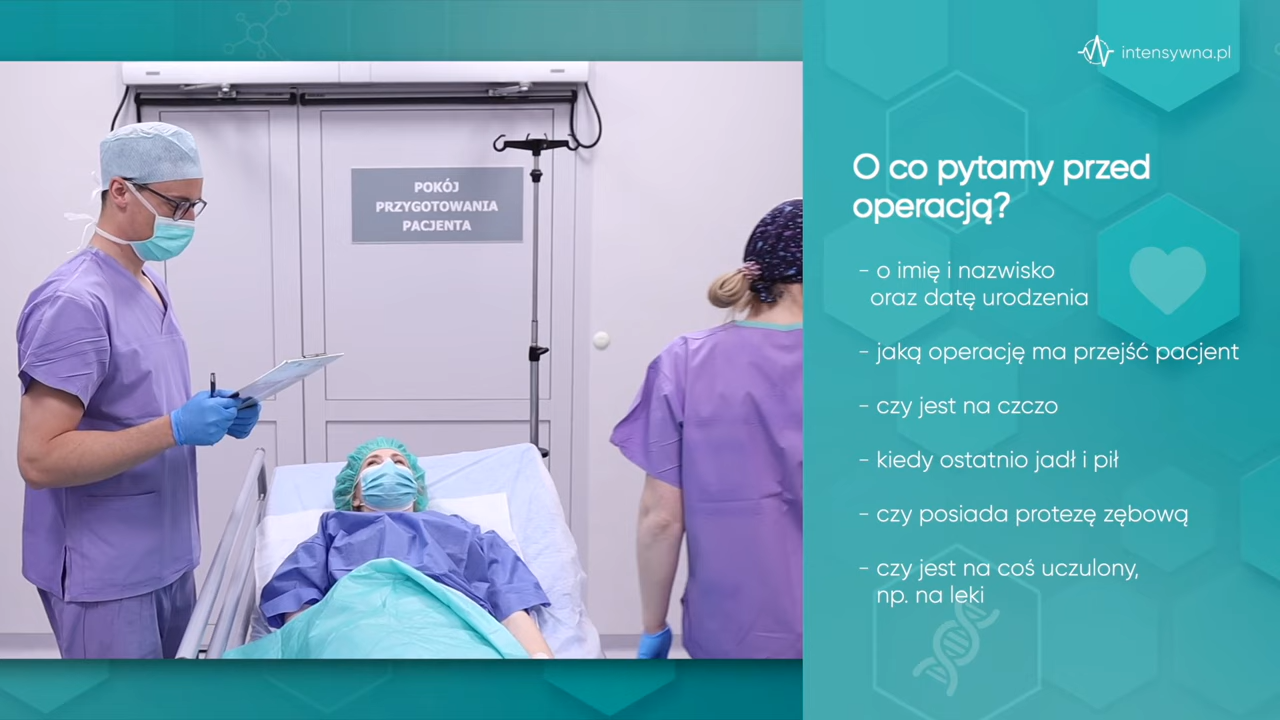 POKÓJ
PRZYGOTOWANIA
PACJENTA
intensywna.pl
O co pytamy przed
operacją?
- o imię i nazwisko
oraz datę urodzenia
- jaką operację ma przejść pacjent
- czy jest na czczo
- kiedy ostatnio jadł i pił
- czy posiada protezę zębową
- czy jest na coś uczulony,
np. na leki